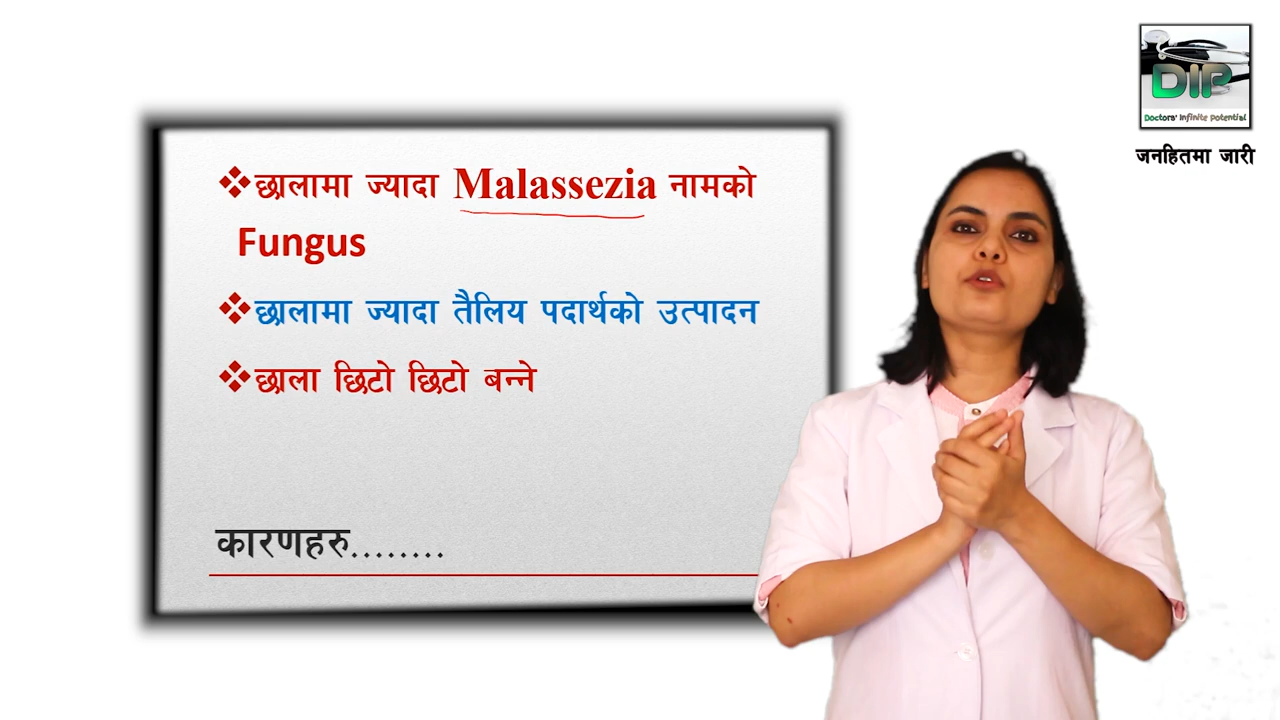 ❖छालामा ज्यादा Malassezia नामको
Fungus
❖छालामा ज्यादा तैलिय पदार्थको उत्पादन
❖छाला छिटो छिटो बन्ने
कारणहरु........
DIP
Doctors' Infinite Potential
जनहितमा जारी